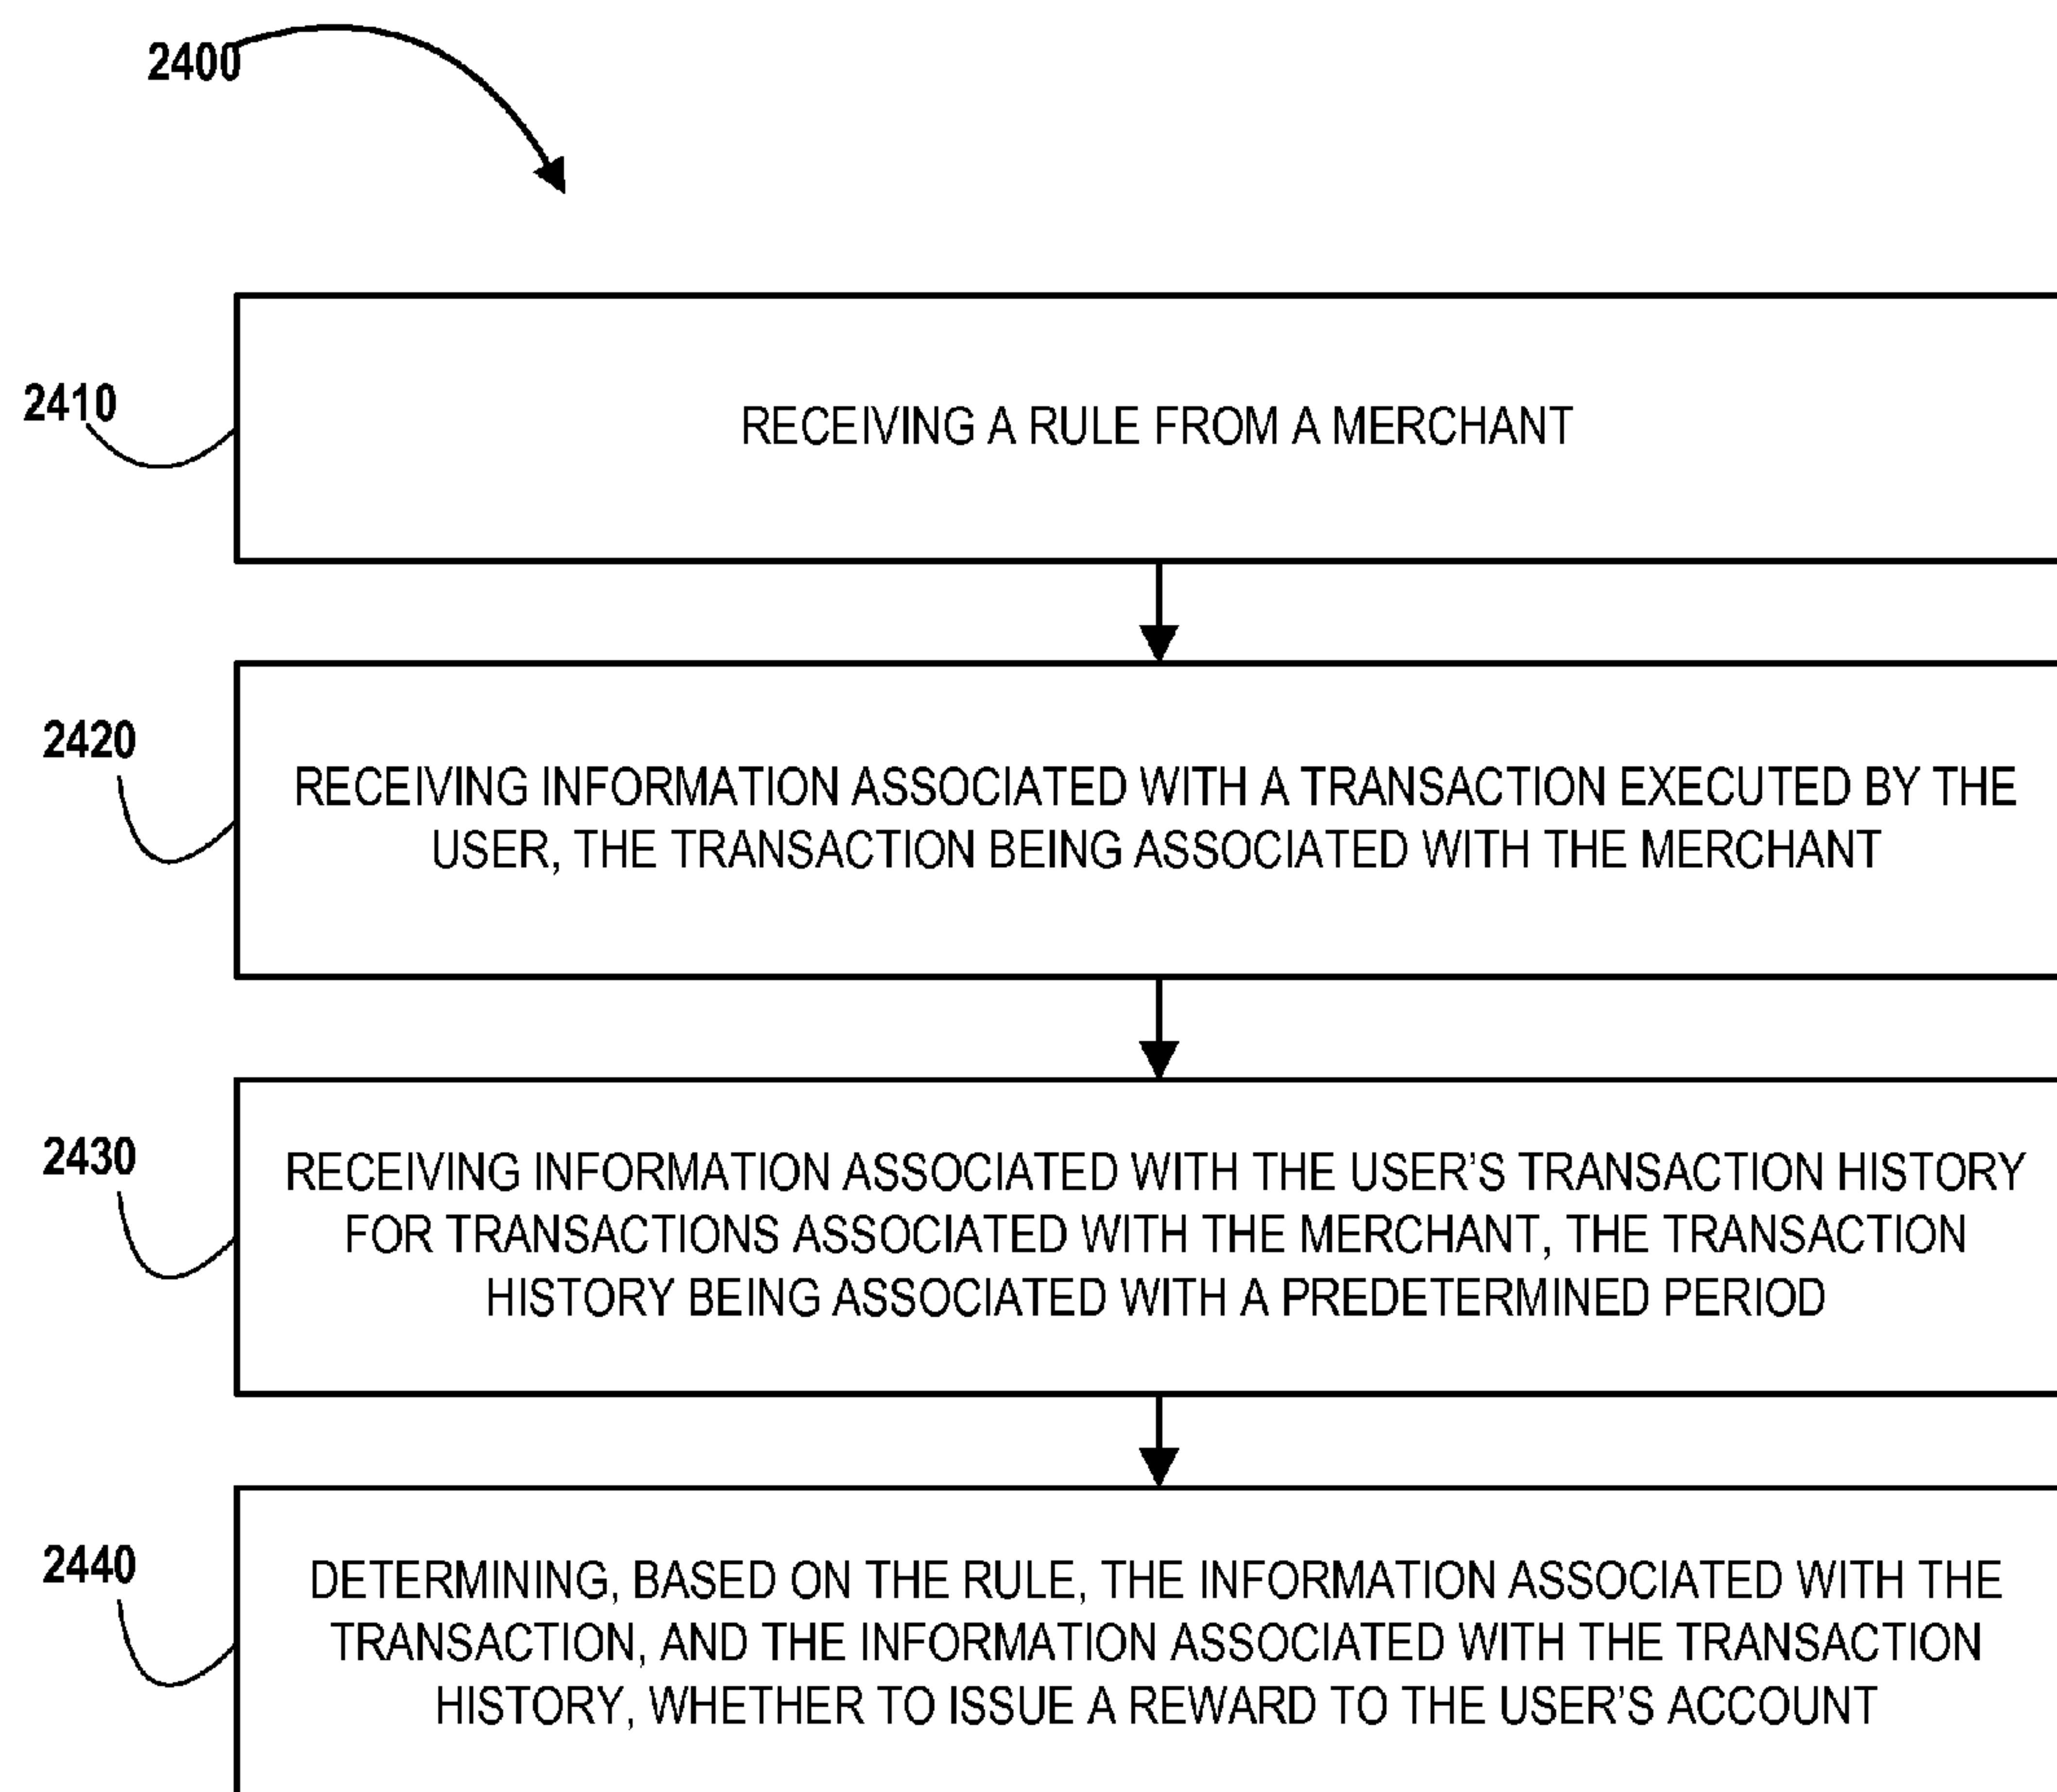 2400
2410
RECEIVING A RULE FROM A MERCHANT
2420
RECEIVING INFORMATION ASSOCIATED WITH A TRANSACTION EXECUTED BY THE
USER, THE TRANSACTION BEING ASSOCIATED WITH THE MERCHANT
2430
RECEIVING INFORMATION ASSOCIATED WITH THE USER'S TRANSACTION HISTORY
FOR TRANSACTIONS ASSOCIATED WITH THE MERCHANT, THE TRANSACTION
HISTORY BEING ASSOCIATED WITH A PREDETERMINED PERIOD
2440
DETERMINING, BASED ON THE RULE, THE INFORMATION ASSOCIATED WITH THE
TRANSACTION, AND THE INFORMATION ASSOCIATED WITH THE TRANSACTION
HISTORY, WHETHER TO ISSUE A REWARD TO THE USER'S ACCOUNT